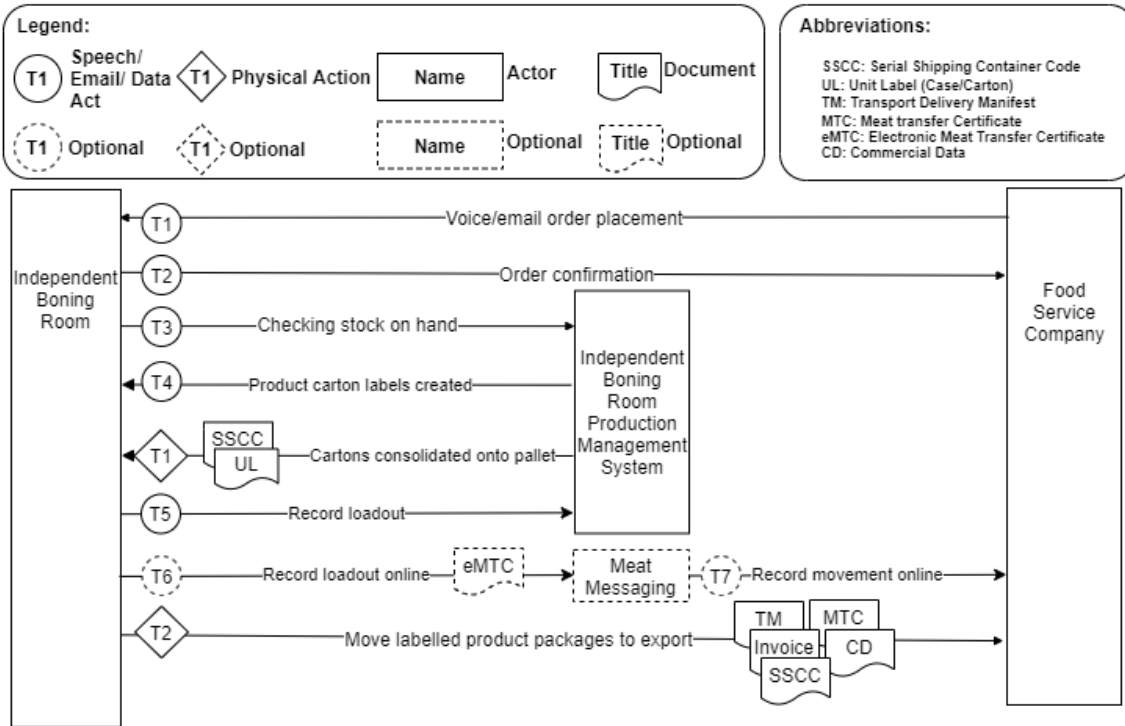 Legend:
T1
Speech/
Email/ Data
Act
T1
Physical Action
Name
Actor
Title
Document
T1
Optional
T1
Optional
Name
Optional
Title
Optional
Abbreviations:
SSCC: Serial Shipping Container Code
UL: Unit Label (Case/Carton)
TM: Transport Delivery Manifest
MTC: Meat transfer Certificate
eMTC: Electronic Meat Transfer Certificate
CD: Commercial Data
Independent
Boning
Room
Food
Service
Company
T1
Voice/email order placement
T2
Order confirmation
T3
Checking stock on hand
Independent
Boning
Room
Production
Management
System
T4
Product carton labels created
T1
SSCC
UL
Cartons consolidated onto pallet
T5
Record loadout
T6
Record loadout online
eMTC
Meat
Messaging
T7
Record movement online
T2
Move labelled product packages to export
TM
MTC
Invoice
CD
SSCC